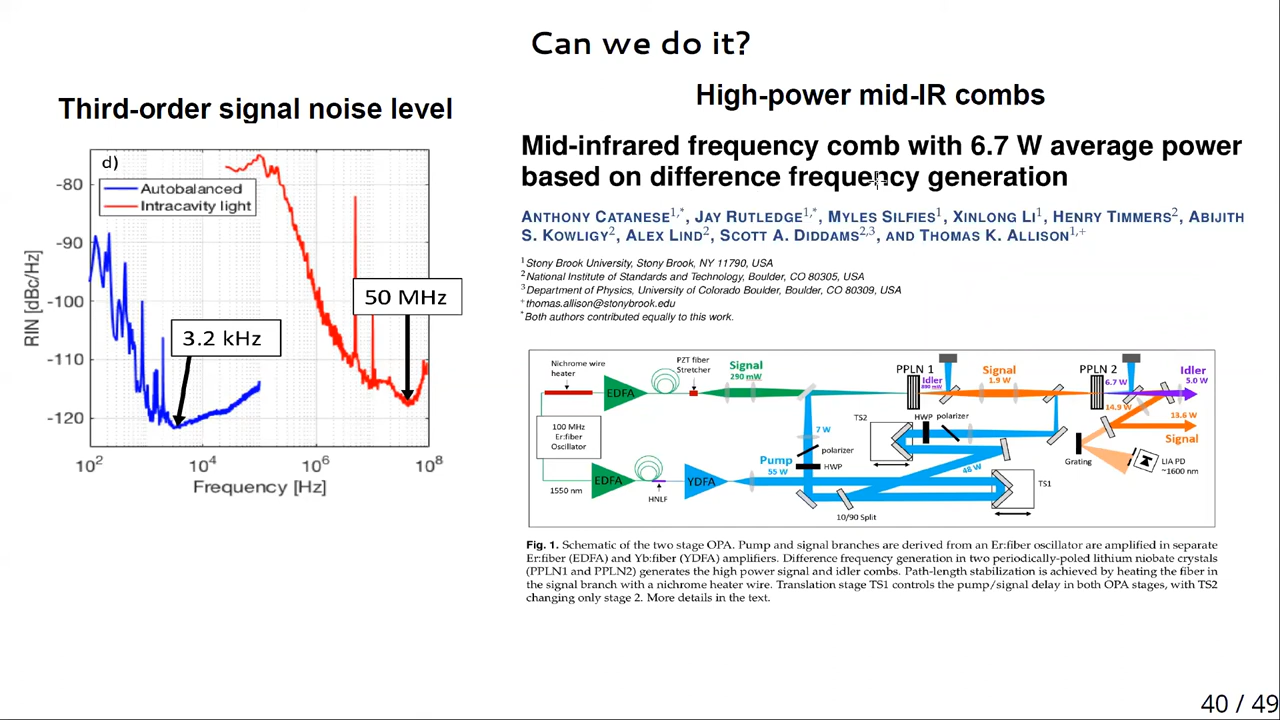 Can we do it?
Third-order signal noise level
d)
Autobalanced
Intracavity light
50 MHz
3.2 kHz
-80
-90
-100
-110
-120
RIN [dBc/Hz]
10²
10⁴
10⁶
10⁸
Frequency [Hz]
High-power mid-IR combs
Mid-infrared frequency comb with 6.7 W average power
based on difference frequency generation
ANTHONY CATANESE¹,*, JAY RUTLEDGE¹,*, MYLES SILFIES¹, XINLONG LI¹, HENRY TIMMERS², ABIJITH
S. KOWLIGY², ALEX LIND², SCOTT A. DIDDAMS²,³, AND THOMAS K. ALLISON¹,⁺
¹Stony Brook University, Stony Brook, NY 11790, USA
²National Institute of Standards and Technology, Boulder, CO 80305, USA
³Department of Physics, University of Colorado Boulder, Boulder, CO 80309, USA
⁺thomas.allison@stonybrook.edu
*Both authors contributed equally to this work.
Nichrome wire
heater
EDFA
PZT fiber
Stretcher
Signal
290 mW
PPLN 1
Idler
Signal
1.9 W
PPLN 2
6.7 W
Idler
5.0 W
14.9 W
13.6 W
Signal
100 MHz
Er:fiber
Oscillator
7 W
polarizer
HWP
TS2
HWP
polarizer
Grating
LIA PD
~1600 nm
Pump
55 W
48 W
1550 nm
EDFA
HNLF
YDFA
10/90 Split
TS1
Fig. 1. Schematic of the two stage OPA. Pump and signal branches are derived from an Er:fiber oscillator are amplified in separate
Er:fiber (EDFA) and Yb:fiber (YDFA) amplifiers. Difference frequency generation in two periodically-poled lithium niobate crystals
(PPLN1 and PPLN2) generates the high power signal and idler combs. Path-length stabilization is achieved by heating the fiber in
the signal branch with a nichrome heater wire. Translation stage TS1 controls the pump/signal delay in both OPA stages, with TS2
changing only stage 2. More details in the text.
40 / 49